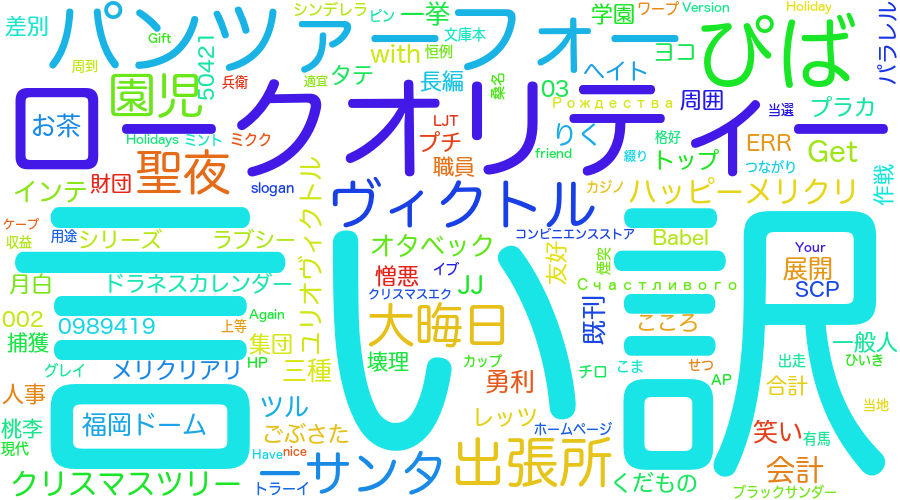 差別
パンツァーフォー
シンデレラ
ピン
一挙
学園
ワープ
Version
Holiday
パラレル
Gift
文庫本
with
恒例
ヨコ
ぴば
周到
園児
50421
兵衛
適宜
タテ
長編
桑名
03
ヘイト
周囲
当選
プラカ
Рождества
ロークオリティー
お茶
Holidays
ミント
ミクク
LJT
プチ
りく
格好
ERR
Get
聖夜
friend
綴り
トップ
つながり
職員
インテ
財団
slogan
ヴィクトル
カジノ
ハッピーメリクリ
作戦
ケープ
収益
用途
シリーズ
ラブシー
ユリオヴィクトル
オタベック
コンビニエンスストア
友好
煙突
Babel
Your
展開
SCP
月白
ドラネスカレンダー
憎悪
イブ
JJ
クリスマスエク
Счастливого
言い訳
002
0989419
上等
Again
大晦日
既刊
こころ
一般人
捕獲
集団
HP
壊理
カップ
ひいき
出走
グレイ
メリクリアリ
三種
勇利
チロ
こま
せつ
AP
合計
人事
福岡ドーム
ツル
レッツ
当地
桃李
現代
ごぶさた
ホームページ
笑い
有馬
Have
nice
ーサンタ
出張所
会計
クリスマスツリー
トラーイ
くだもの
ブラックサンダー